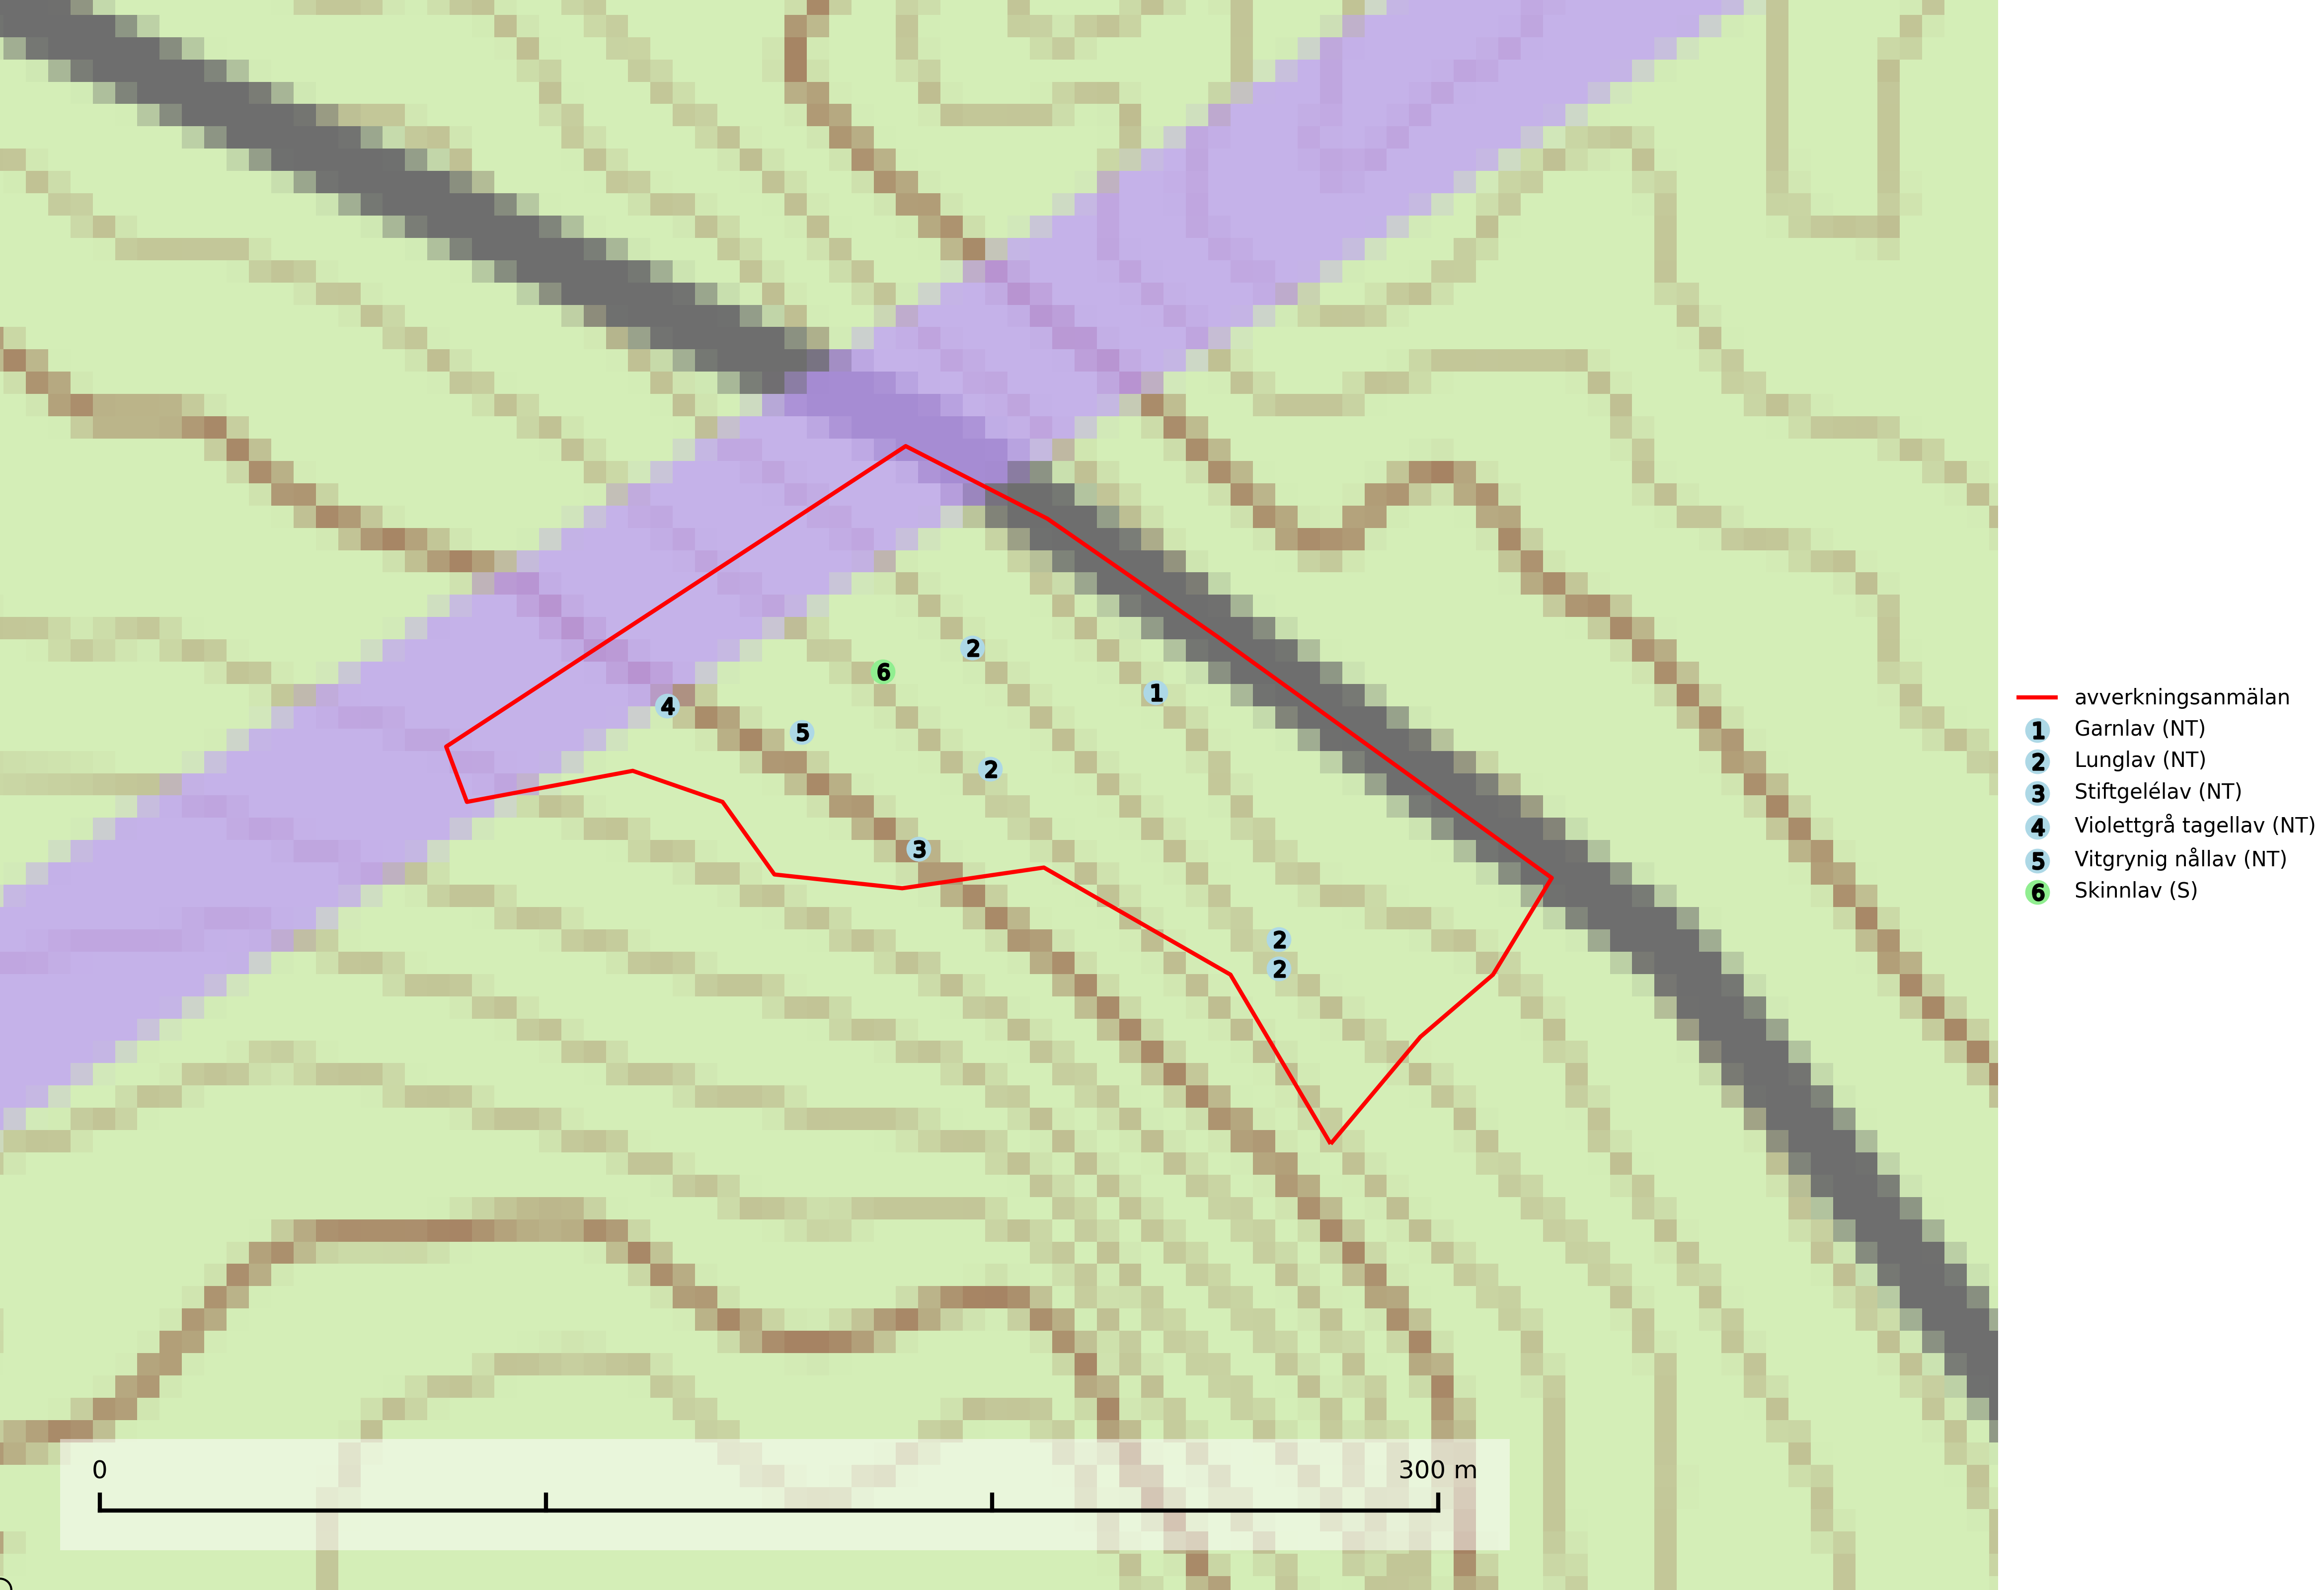 2
6
1
4
5
2
3
2
2
avverkningsanmälan
1 Garnlav (NT)
2 Lunglav (NT)
3 Stiftgelélav (NT)
4 Violettgrå tagellav (NT)
5 Vitgrynig nållav (NT)
6 Skinnlav (S)
0 300 m